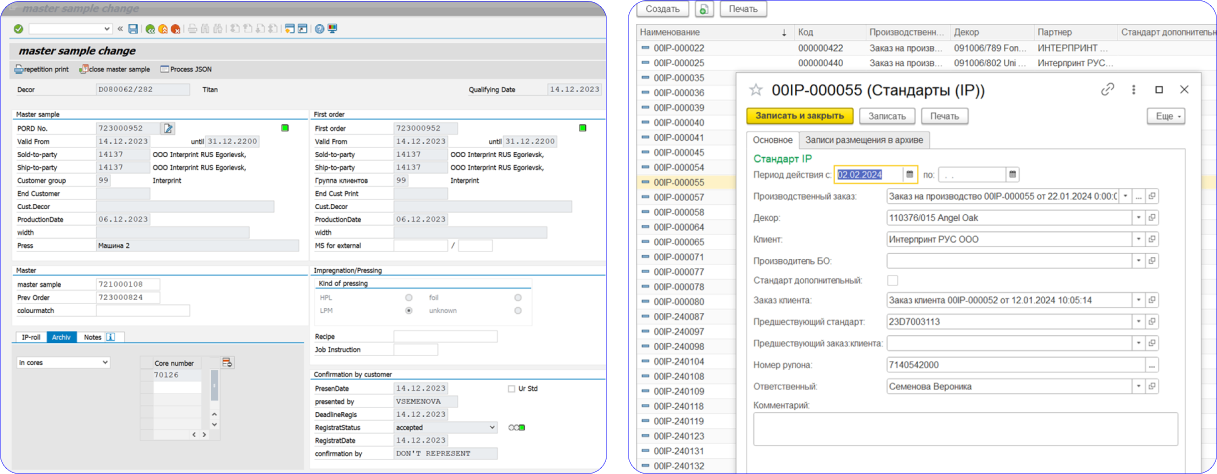 master sample change
master sample change
repetition print close master sample Process JSON
Decor D080062/282 Titan Qualifying Date 14.12.2023
Master sample
PORD No. 723000952
Valid From 14.12.2023 until 31.12.2200
Sold-to-party 14137 OOO Interprint RUS Egorievsk,
Ship-to-party 14137 OOO Interprint RUS Egorievsk,
Customer group 99 Interprint
End Customer
Cust.Decor
ProductionDate 06.12.2023
width
Press Машина 2
First order
First order 723000952
Valid From 14.12.2023 until 31.12.2200
Sold-to-party 14137 OOO Interprint RUS Egorievsk,
Ship-to-party 14137 OOO Interprint RUS Egorievsk,
Группа клиентов 99 Interprint
End Cust Print
Cust.Decor
ProductionDate 06.12.2023
width
MS for external /
Master
master sample 721000108
Prev Order 723000824
colourmatch
Impregnation/Pressing
Kind of pressing
HPL foil
LPM unknown
Recipe
Job Instruction
IP-roll Archiv Notes
In cores
Core number
70126
Confirmation by customer
PresenDate 14.12.2023 Ur Std
presented by VSEMENOVA
DeadlineRegis 14.12.2023
RegistratStatus accepted
RegistratDate 14.12.2023
confirmation by DON'T REPRESENT
Создать Печать
Наименование ↓ Код Производственн... Декор Партнер Стандарт дополнительн
00IP-000022 000000422 Заказ на произв... 091006/789 Fon... ИНТЕРПРИНТ ...
00IP-000025 000000440 Заказ на произв... 091006/802 Uni ... Интерпринт РУС...
00IP-000035
00IP-000036
00IP-000039
00IP-000040
00IP-000041
00IP-000045
00IP-000054
00IP-000055
00IP-000057
00IP-000058
00IP-000064
00IP-000065
00IP-000071
00IP-000077
00IP-000078
00IP-000080
00IP-240087
00IP-240097
00IP-240098
00IP-240104
00IP-240108
00IP-240109
00IP-240118
00IP-240119
00IP-240123
00IP-240131
00IP-240132
00IP-000055 (Стандарты (IP))
Записать и закрыть Записать Печать Еще
Основное Записи размещения в архиве
Стандарт IP
Период действия с: 02.02.2024 по: . .
Производственный заказ: Заказ на производство 00IP-000055 от 22.01.2024 0:00:0 ...
Декор: 110376/015 Angel Oak
Клиент: Интерпринт РУС ООО
Производитель БО:
Стандарт дополнительный:
Заказ клиента: Заказ клиента 00IP-000052 от 12.01.2024 10:05:14
Предшествующий стандарт: 23D7003113
Предшествующий заказ клиента:
Номер рупона: 7140542000 ...
Ответственный: Семенова Вероника
Комментарий: